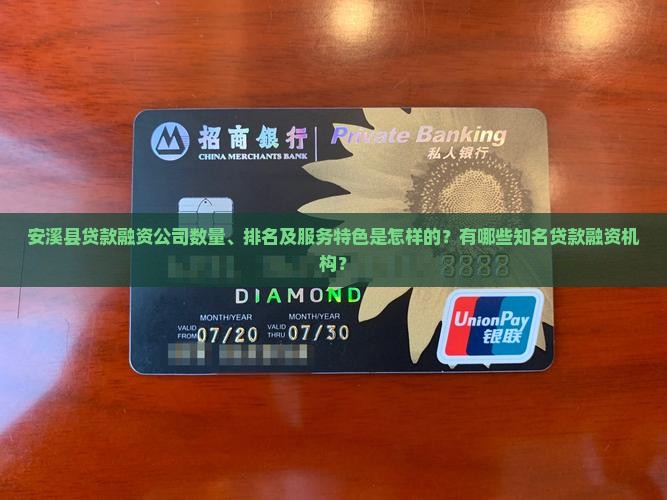 招商銀行
CHINA MERCHANTS BANK
Private Banking
私人银行
安溪县贷款融资公司数量、排名及服务特色是怎样的？有哪些知名贷款融资机
构？
8888
DIAMOND
MONTH/YEAR MONTH/YEAR
VALID FROM 07/20 VALID THRU 07/30
UnionPay
银联